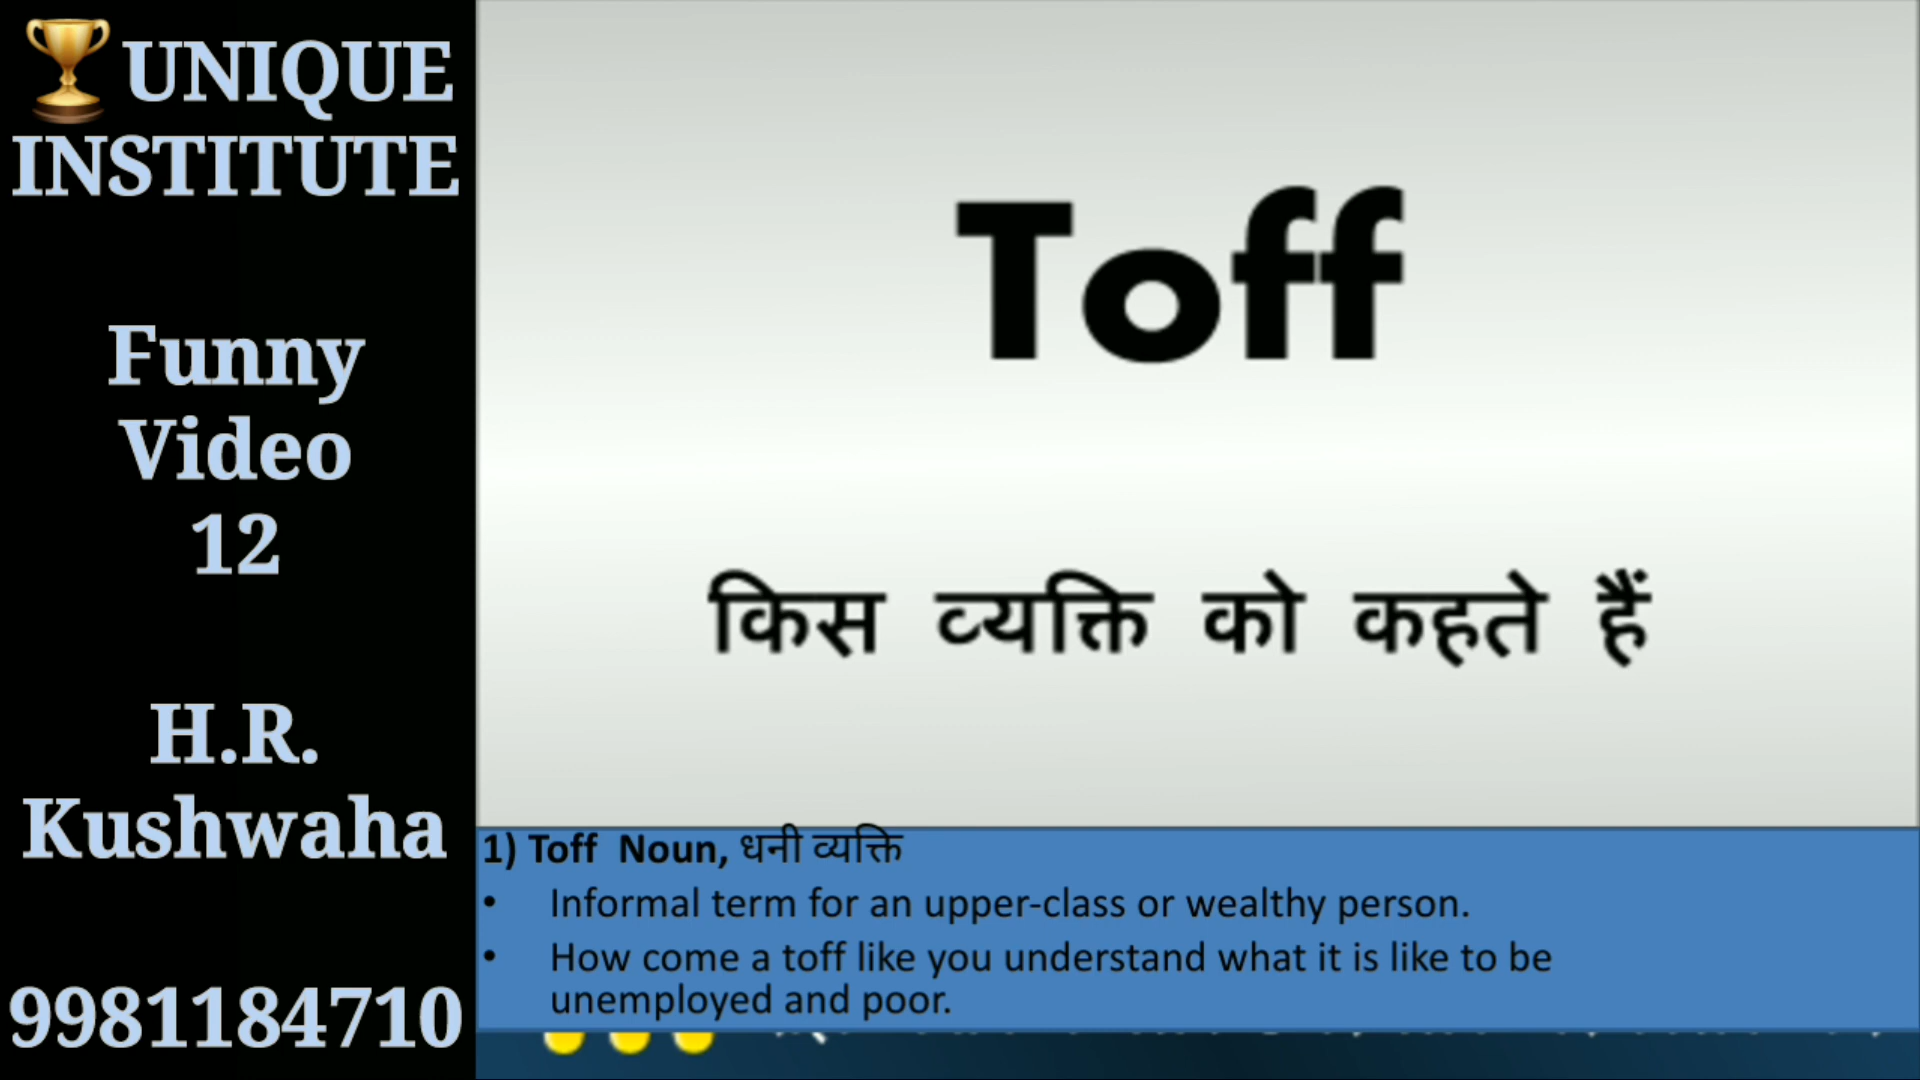 UNIQUE
INSTITUTE
Funny
Video
12
H.R.
Kushwaha
9981184710
Toff
किस व्यक्ति को कहते हैं
1) Toff Noun, धनी व्यक्ति
• Informal term for an upper-class or wealthy person.
• How come a toff like you understand what it is like to be
unemployed and poor.